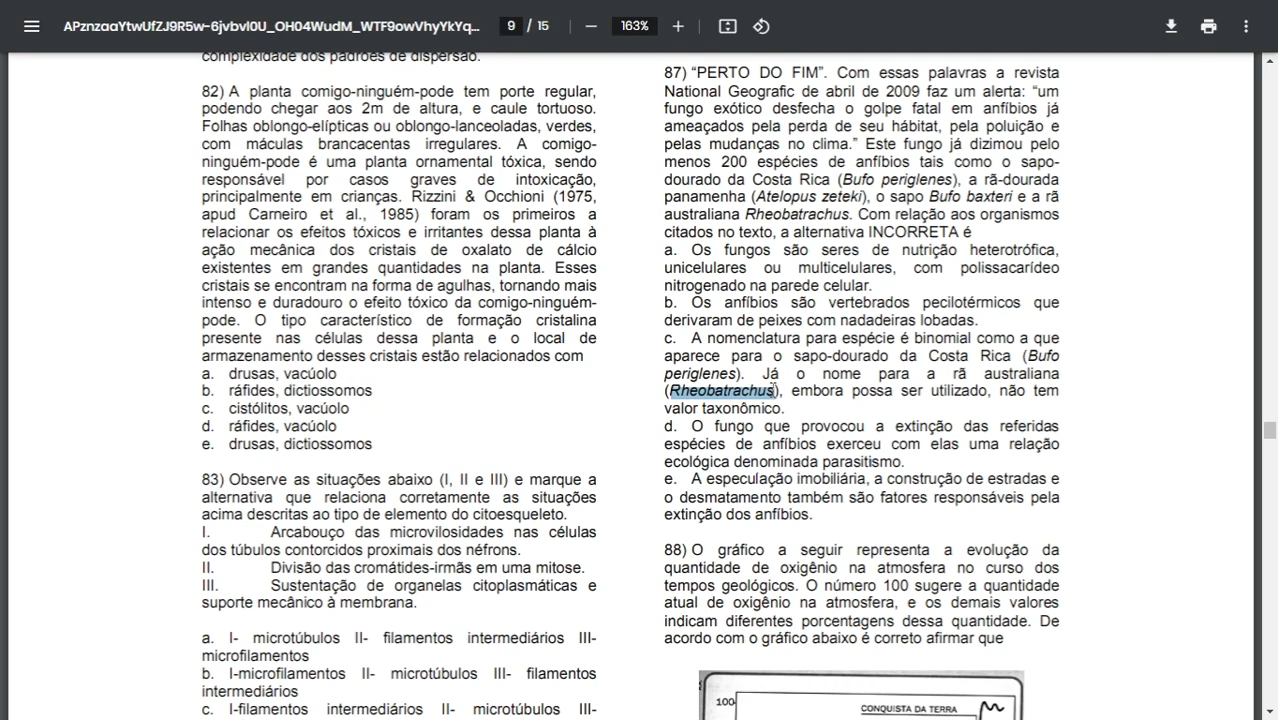 APznzaaYtwUfZJ9R5w-6jvbvl0U_OH04WudM_WTF9owVhyYkYq...
9 / 15
163%
complexidade dos padrões de dispersão.
82) A planta comigo-ninguém-pode tem porte regular,
podendo chegar aos 2m de altura, e caule tortuoso.
Folhas oblongo-elípticas ou oblongo-lanceoladas, verdes,
com máculas brancacentas irregulares. A comigo-
ninguém-pode é uma planta ornamental tóxica, sendo
responsável por casos graves de intoxicação,
principalmente em crianças. Rizzini & Occhioni (1975,
apud Carneiro et al., 1985) foram os primeiros a
relacionar os efeitos tóxicos e irritantes dessa planta à
ação mecânica dos cristais de oxalato de cálcio
existentes em grandes quantidades na planta. Esses
cristais se encontram na forma de agulhas, tornando mais
intenso e duradouro o efeito tóxico da comigo-ninguém-
pode. O tipo característico de formação cristalina
presente nas células dessa planta e o local de
armazenamento desses cristais estão relacionados com
a. drusas, vacúolo
b. ráfides, dictiossomos
c. cistólitos, vacúolo
d. ráfides, vacúolo
e. drusas, dictiossomos
83) Observe as situações abaixo (I, II e III) e marque a
alternativa que relaciona corretamente as situações
acima descritas ao tipo de elemento do citoesqueleto.
I. Arcabouço das microvilosidades nas células
dos túbulos contorcidos proximais dos néfrons.
II. Divisão das cromátides-irmãs em uma mitose.
III. Sustentação de organelas citoplasmáticas e
suporte mecânico à membrana.
a. I- microtúbulos II- filamentos intermediários III-
microfilamentos
b. I-microfilamentos II- microtúbulos III- filamentos
intermediários
c. I-filamentos intermediários II- microtúbulos III-
87) “PERTO DO FIM”. Com essas palavras a revista
National Geografic de abril de 2009 faz um alerta: “um
fungo exótico desfecha o golpe fatal em anfíbios já
ameaçados pela perda de seu hábitat, pela poluição e
pelas mudanças no clima.” Este fungo já dizimou pelo
menos 200 espécies de anfíbios tais como o sapo-
dourado da Costa Rica (Bufo periglenes), a rã-dourada
panamenha (Atelopus zeteki), o sapo Bufo baxteri e a rã
australiana Rheobatrachus. Com relação aos organismos
citados no texto, a alternativa INCORRETA é
a. Os fungos são seres de nutrição heterotrófica,
unicelulares ou multicelulares, com polissacarídeo
nitrogenado na parede celular.
b. Os anfíbios são vertebrados pecilotérmicos que
derivaram de peixes com nadadeiras lobadas.
c. A nomenclatura para espécie é binomial como a que
aparece para o sapo-dourado da Costa Rica (Bufo
periglenes). Já o nome para a rã australiana
(Rheobatrachus), embora possa ser utilizado, não tem
valor taxonômico.
d. O fungo que provocou a extinção das referidas
espécies de anfíbios exerceu com elas uma relação
ecológica denominada parasitismo.
e. A especulação imobiliária, a construção de estradas e
o desmatamento também são fatores responsáveis pela
extinção dos anfíbios.
88) O gráfico a seguir representa a evolução da
quantidade de oxigênio na atmosfera no curso dos
tempos geológicos. O número 100 sugere a quantidade
atual de oxigênio na atmosfera, e os demais valores
indicam diferentes porcentagens dessa quantidade. De
acordo com o gráfico abaixo é correto afirmar que
100
CONQUISTA DA TERRA